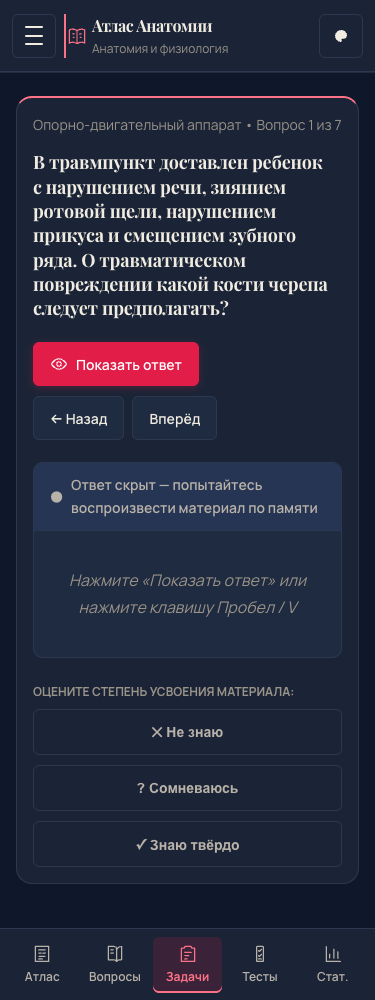 Атлас Анатомии
Анатомия и физиология
Опорно-двигательный аппарат • Вопрос 1 из 7
В травмпункт доставлен ребенок
с нарушением речи, зиянием
ротовой щели, нарушением
прикуса и смещением зубного
ряда. О травматическом
повреждении какой кости черепа
следует предполагать?
Показать ответ
← Назад
Вперёд
Ответ скрыт — попытайтесь
воспроизвести материал по памяти
Нажмите «Показать ответ» или
нажмите клавишу Пробел / V
ОЦЕНИТЕ СТЕПЕНЬ УСВОЕНИЯ МАТЕРИАЛА:
✕ Не знаю
? Сомневаюсь
✓ Знаю твёрдо
Атлас
Вопросы
Задачи
Тесты
Стат.